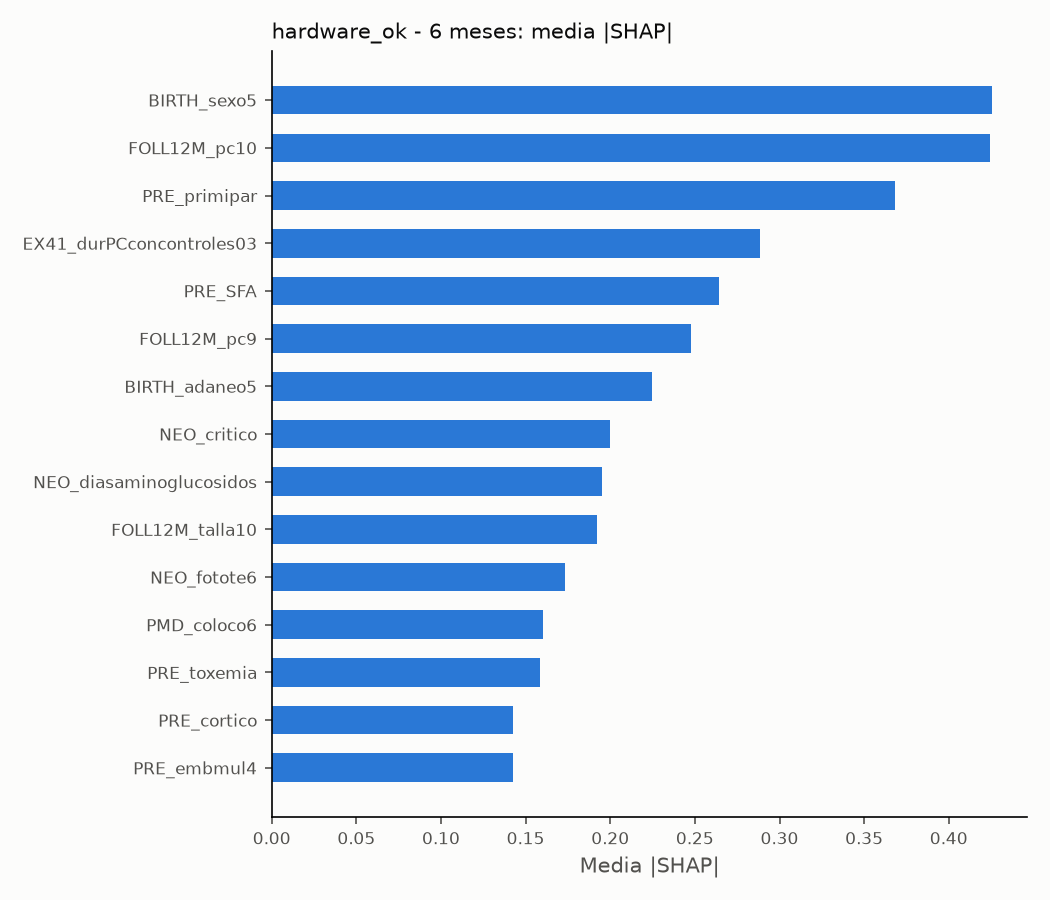 hardware_ok - 6 meses: media |SHAP|
BIRTH_sexo5
FOLL12M_pc10
PRE_primipar
EX41_durPCconcontroles03
PRE_SFA
FOLL12M_pc9
BIRTH_adaneo5
NEO_critico
NEO_diasaminoglucosidos
FOLL12M_talla10
NEO_fotote6
PMD_coloco6
PRE_toxemia
PRE_cortico
PRE_embmul4
0.00 0.05 0.10 0.15 0.20 0.25 0.30 0.35 0.40
Media |SHAP|